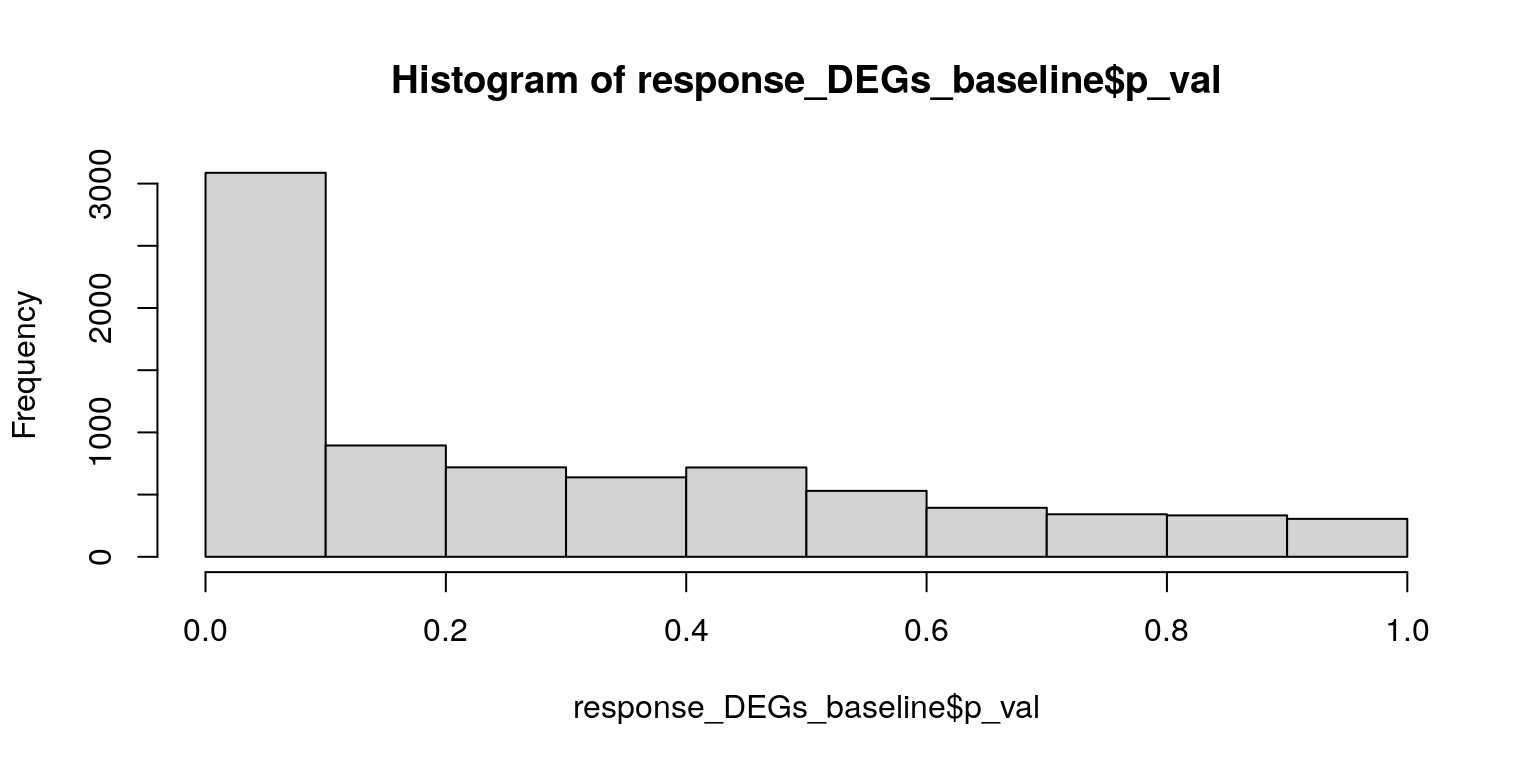 Histogram of response_DEGs_baseline$p_val
Frequency
3000
2000
1000
0
0.0 0.2 0.4 0.6 0.8 1.0
response_DEGs_baseline$p_val